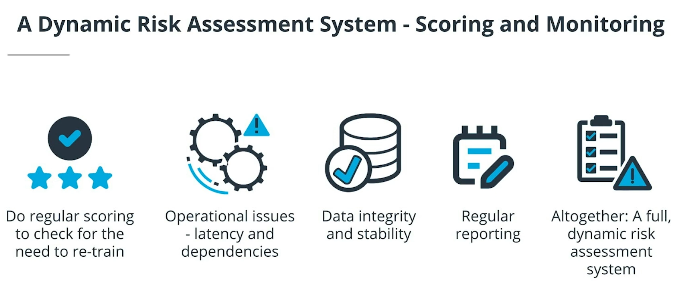 A Dynamic Risk Assessment System - Scoring and Monitoring
Do regular scoring
to check for the
need to re-train
Operational issues
- latency and
dependencies
Data integrity
and stability
Regular
reporting
Altogether: A full,
dynamic risk
assessment
system